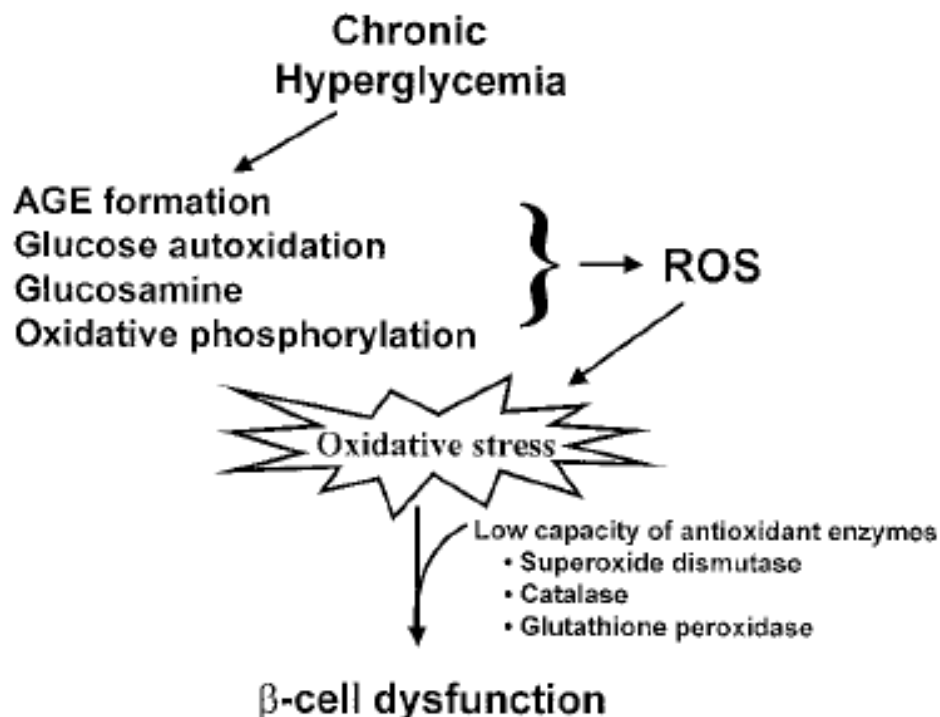 Chronic
Hyperglycemia
AGE formation
Glucose autoxidation
Glucosamine
Oxidative phosphorylation
ROS
Oxidative stress
Low capacity of antioxidant enzymes
• Superoxide dismutase
• Catalase
• Glutathione peroxidase
β-cell dysfunction